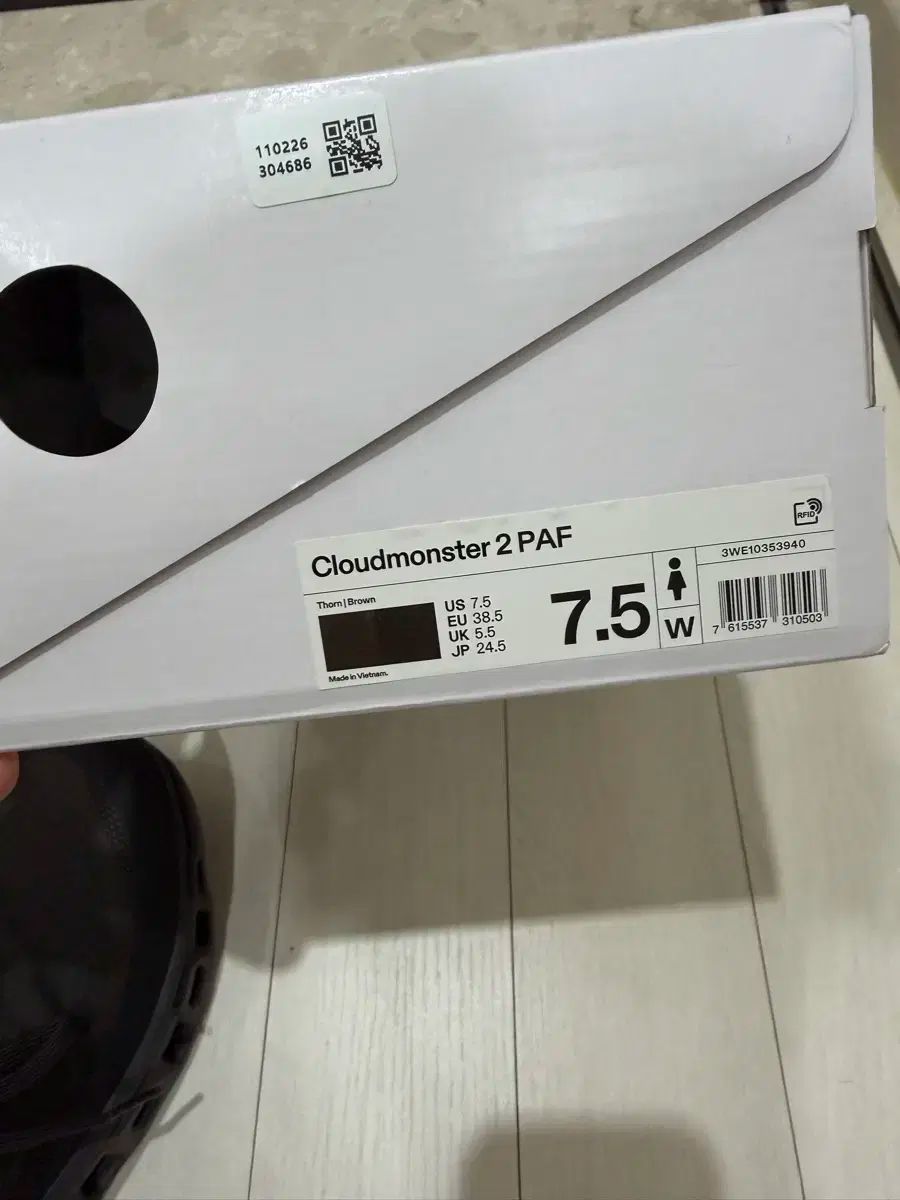 110226
304686
RFID
Cloudmonster 2 PAF
3WE10353940
Thorn | Brown
US 7.5
EU 38.5
UK 5.5
JP 24.5
7.5
W
7 615537 310503
Made in Vietnam.